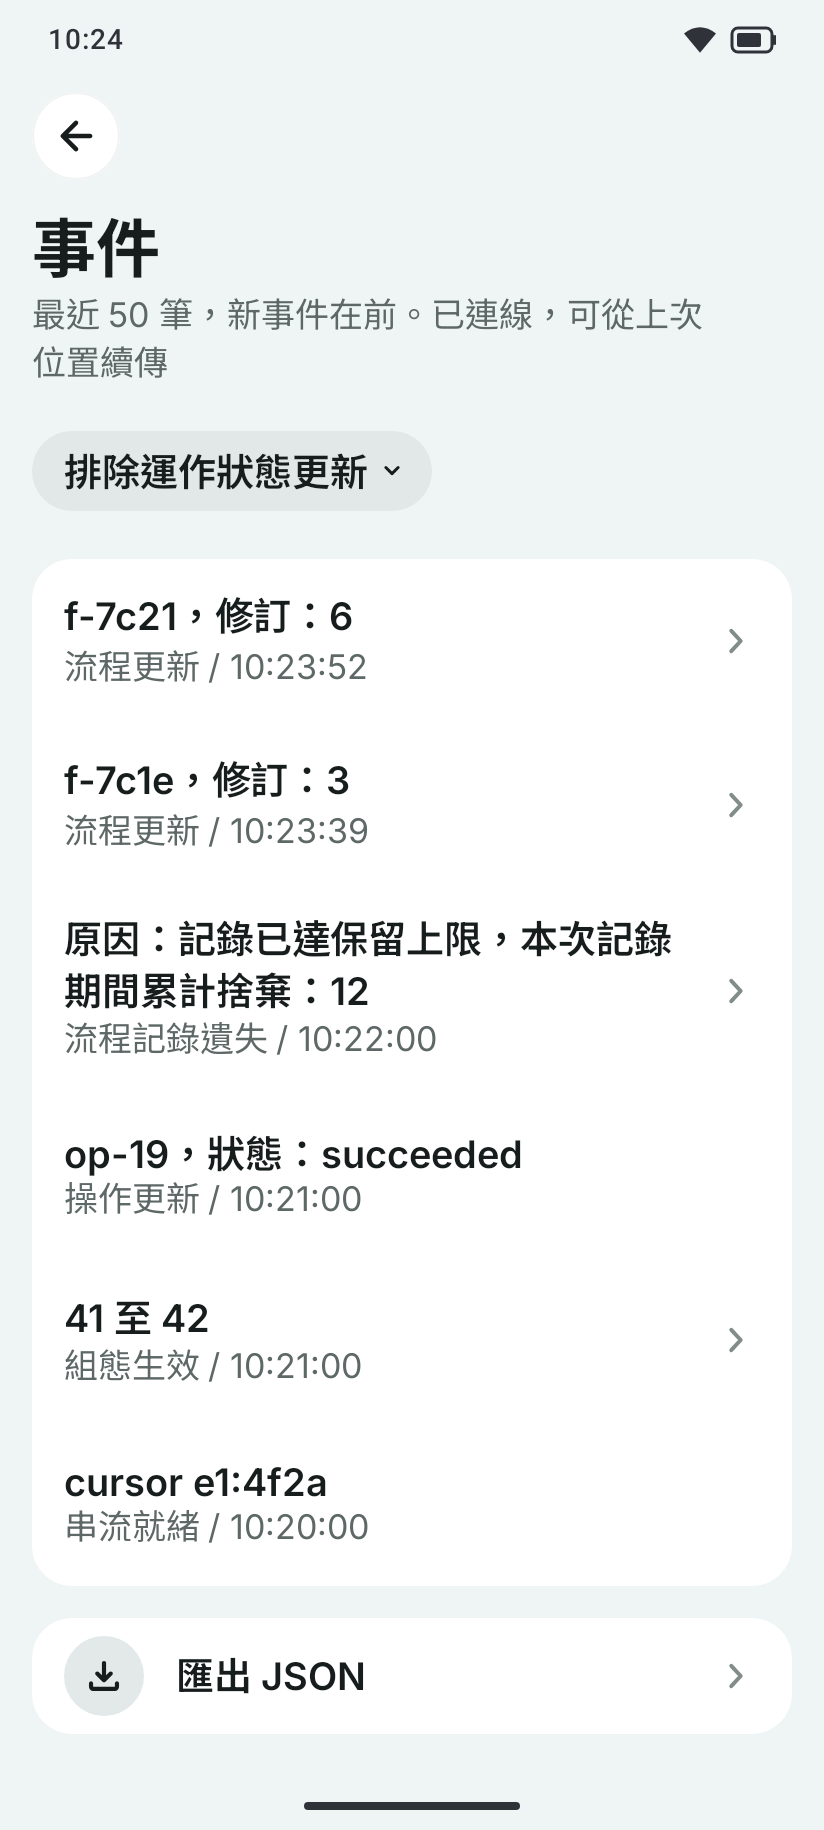 10:24
事件
最近 50 筆，新事件在前。已連線，可從上次
位置續傳
排除運作狀態更新
f-7c21，修訂：6
流程更新 / 10:23:52
f-7c1e，修訂：3
流程更新 / 10:23:39
原因：記錄已達保留上限，本次記錄
期間累計捨棄：12
流程記錄遺失 / 10:22:00
op-19，狀態：succeeded
操作更新 / 10:21:00
41 至 42
組態生效 / 10:21:00
cursor e1:4f2a
串流就緒 / 10:20:00
匯出 JSON